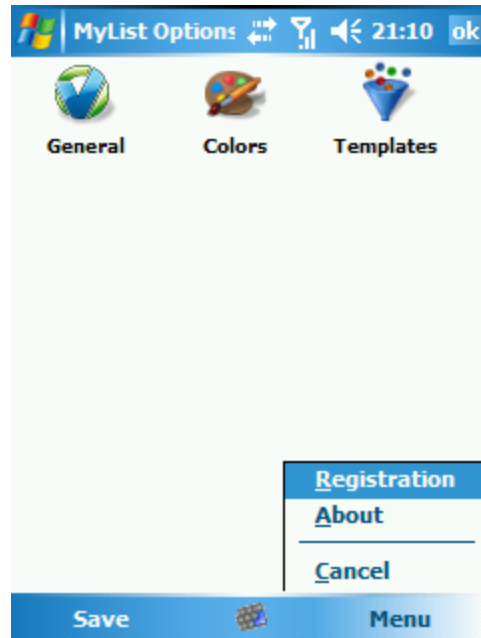 MyList Options 21:10 ok
General Colors Templates
Registration
About
Cancel
Save Menu